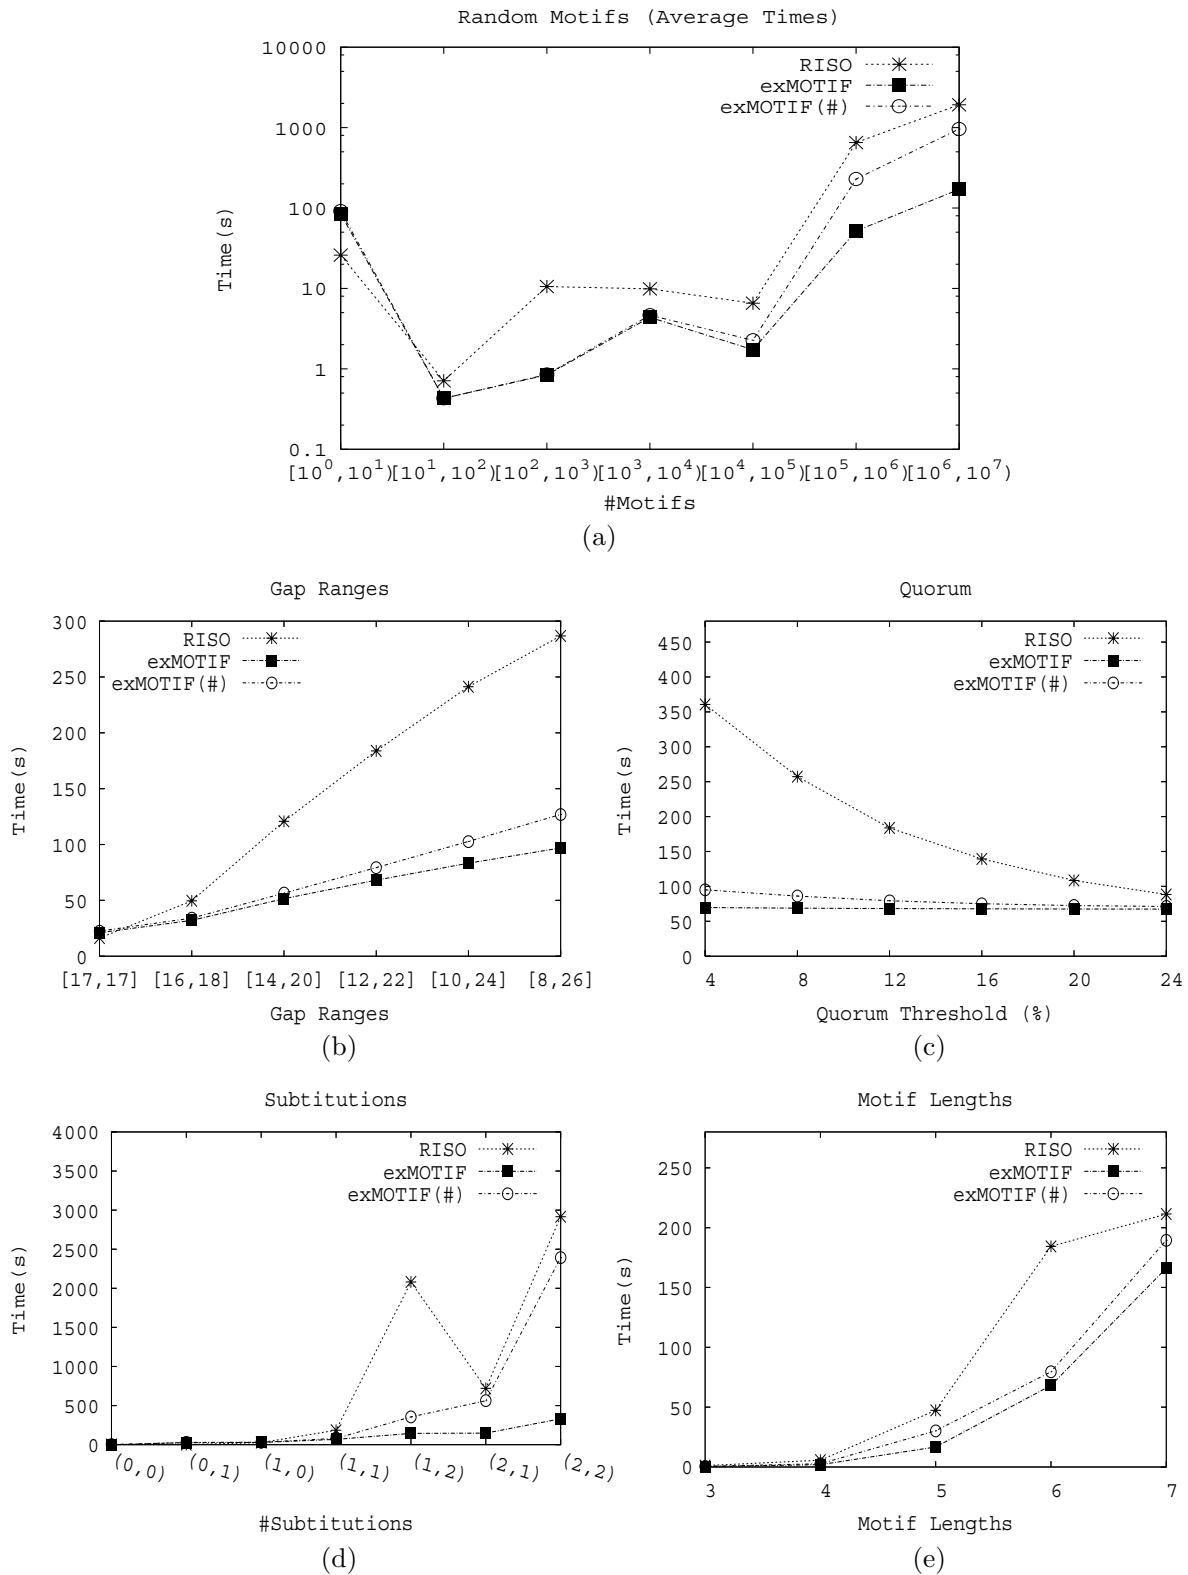 Random Motifs (Average Times)
10000
1000
100
10
1
0.1
Time(s)
RISO
exMOTIF
exMOTIF(#)
[10^0,10^1) [10^1,10^2) [10^2,10^3) [10^3,10^4) [10^4,10^5) [10^5,10^6) [10^6,10^7)
#Motifs
(a)
Gap Ranges
300
250
200
150
100
50
0
Time(s)
RISO
exMOTIF
exMOTIF(#)
[17,17] [16,18] [14,20] [12,22] [10,24] [8,26]
Gap Ranges
(b)
Quorum
450
400
350
300
250
200
150
100
50
0
Time(s)
RISO
exMOTIF
exMOTIF(#)
4 8 12 16 20 24
Quorum Threshold (%)
(c)
Subtitutions
4000
3500
3000
2500
2000
1500
1000
500
0
Time(s)
RISO
exMOTIF
exMOTIF(#)
(0,0) (0,1) (1,0) (1,1) (1,2) (2,1) (2,2)
#Subtitutions
(d)
Motif Lengths
250
200
150
100
50
0
Time(s)
RISO
exMOTIF
exMOTIF(#)
3 4 5 6 7
Motif Lengths
(e)